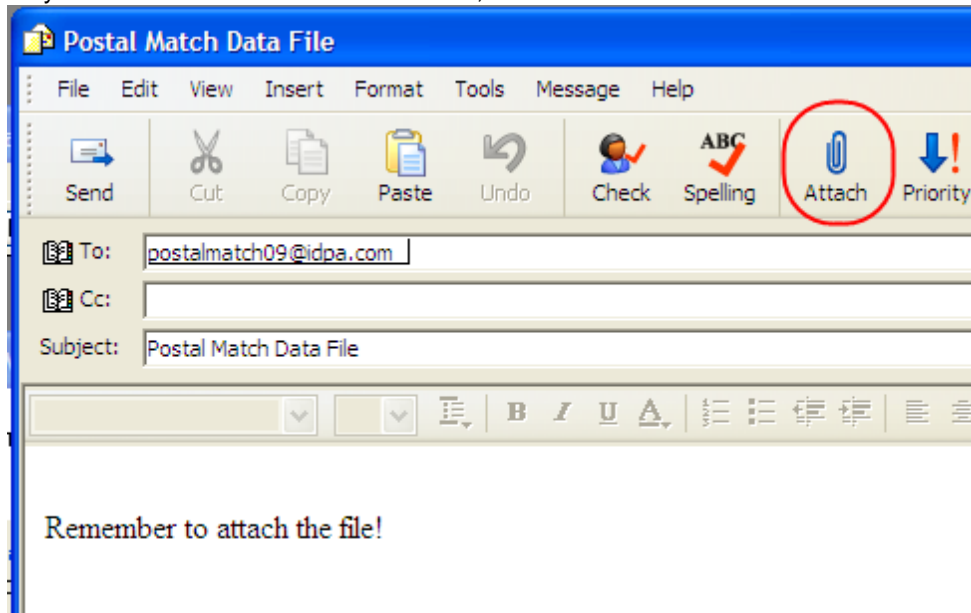 Postal Match Data File
File Edit View Insert Format Tools Message Help
ABC
Send Cut Copy Paste Undo Check Spelling Attach Priority
To: postalmatch09@idpa.com
Cc:
Subject: Postal Match Data File
B I U A
Remember to attach the file!